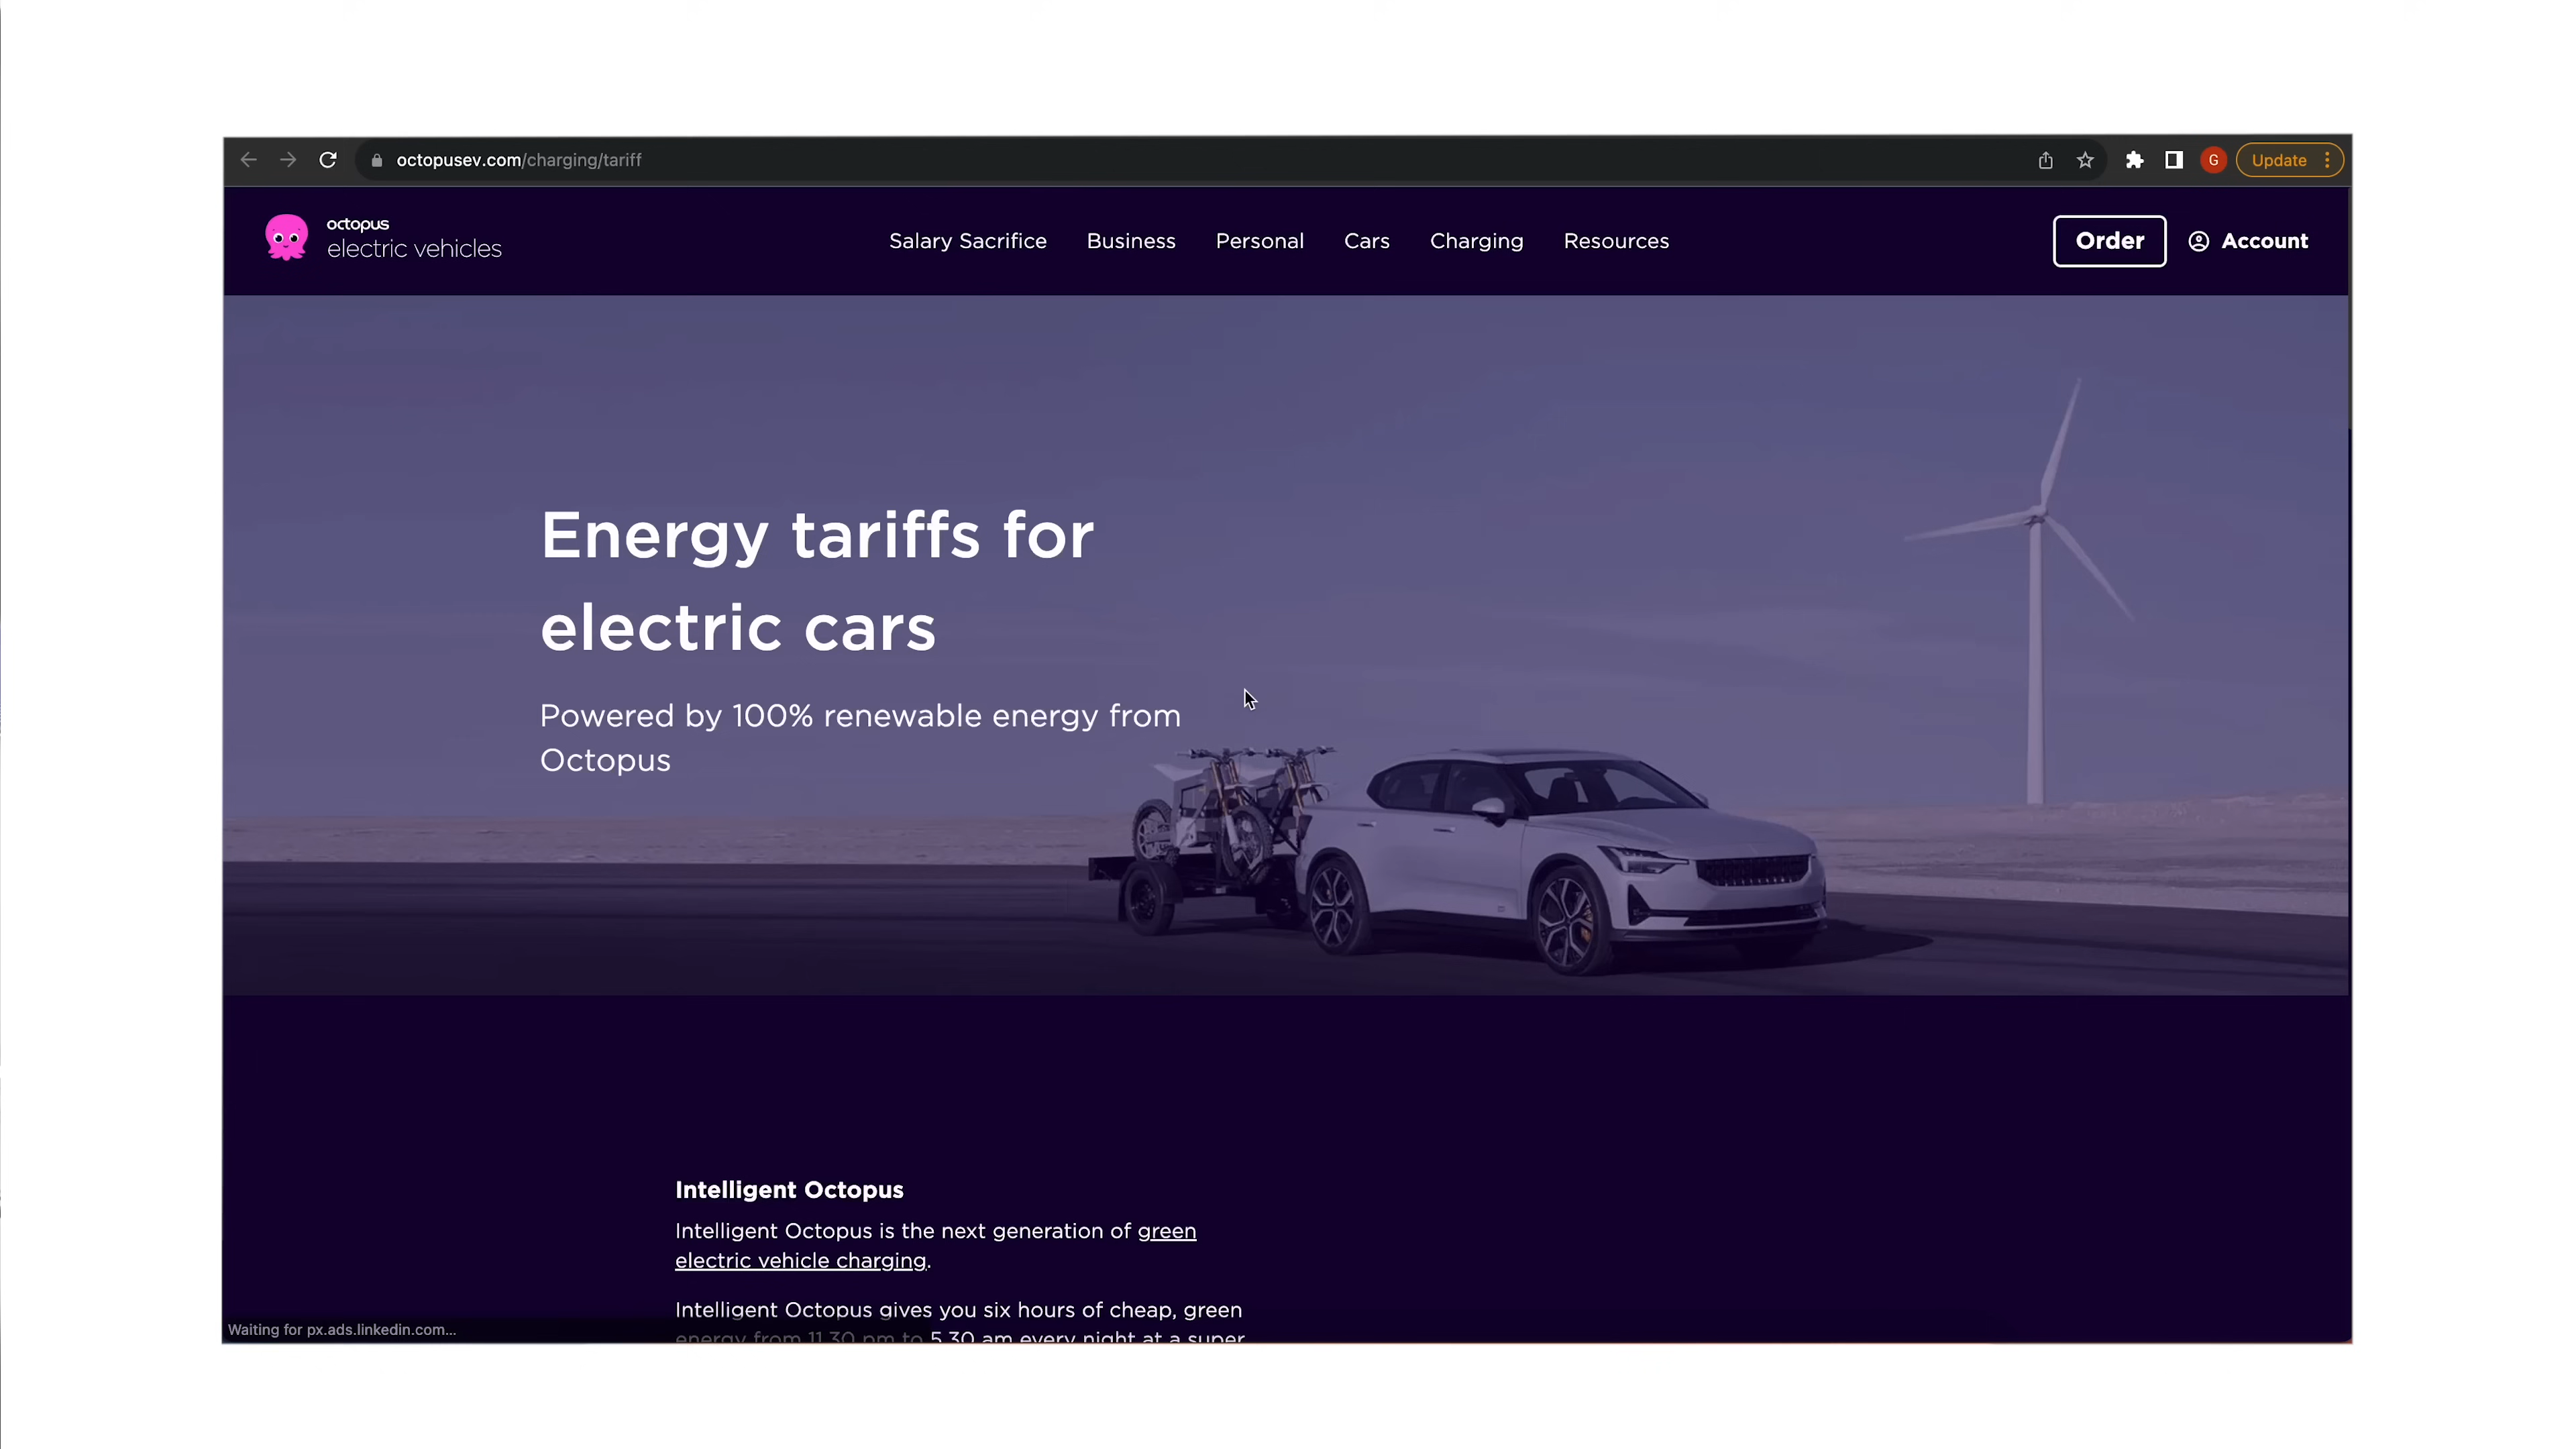 octopusev.com/charging/tariff
G
Update
octopus
electric vehicles
Salary Sacrifice
Business
Personal
Cars
Charging
Resources
Order
Account
Energy tariffs for
electric cars
Powered by 100% renewable energy from
Octopus
Intelligent Octopus
Intelligent Octopus is the next generation of green
electric vehicle charging.
Intelligent Octopus gives you six hours of cheap, green
energy from 11.30 pm to 5.30 am every night at a super
Waiting for px.ads.linkedin.com...